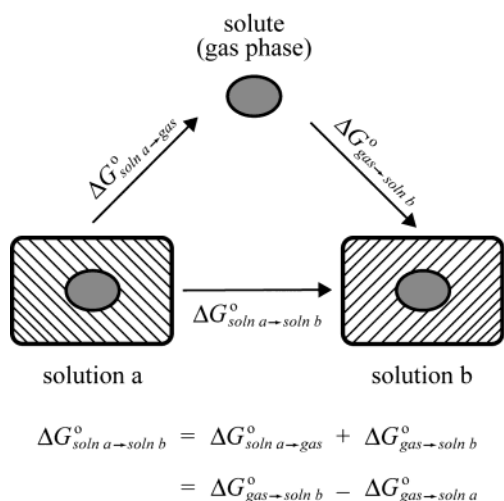 solute
(gas phase)
ΔG°soln a→gas
ΔG°gas→soln b
ΔG°soln a→soln b
solution a
solution b
ΔG°soln a→soln b = ΔG°soln a→gas + ΔG°gas→soln b
= ΔG°gas→soln b − ΔG°gas→soln a